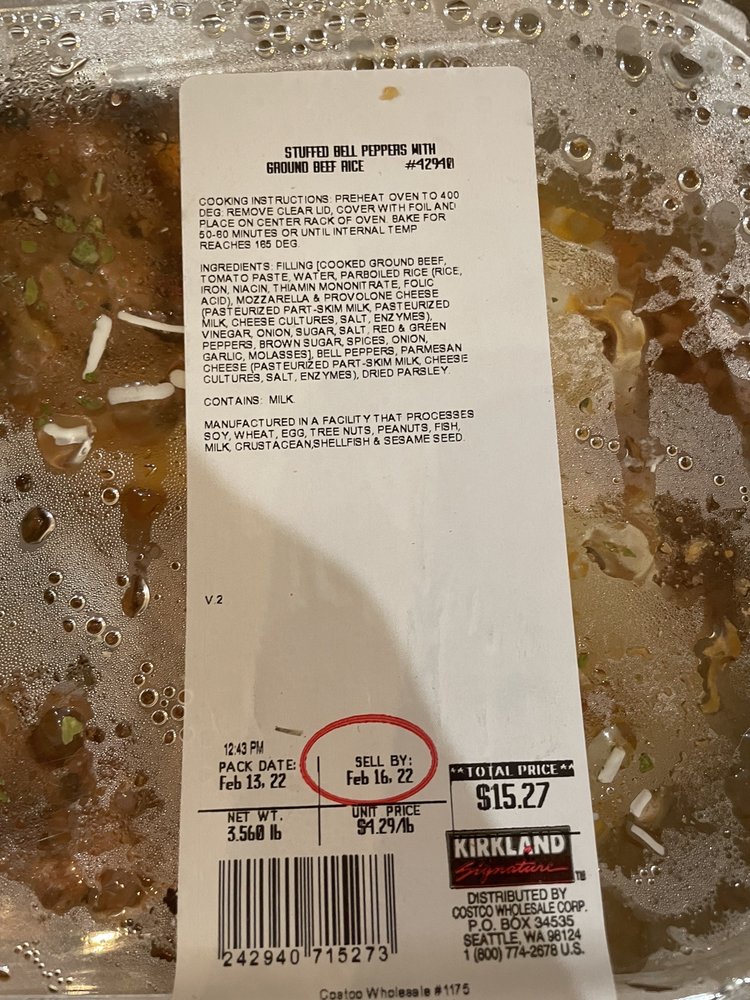 STUFFED BELL PEPPERS WITH
GROUND BEEF RICE #42940
COOKING INSTRUCTIONS: PREHEAT OVEN TO 400
DEG. REMOVE CLEAR LID, COVER WITH FOIL AND
PLACE ON CENTER RACK OF OVEN. BAKE FOR
50-60 MINUTES OR UNTIL INTERNAL TEMP
REACHES 165 DEG.
INGREDIENTS: FILLING [COOKED GROUND BEEF,
TOMATO PASTE, WATER, PARBOILED RICE (RICE,
IRON, NIACIN, THIAMIN MONONITRATE, FOLIC
ACID), MOZZARELLA & PROVOLONE CHEESE
(PASTEURIZED PART-SKIM MILK, PASTEURIZED
MILK, CHEESE CULTURES, SALT, ENZYMES),
VINEGAR, ONION, SUGAR, SALT, RED & GREEN
PEPPERS, BROWN SUGAR, SPICES, ONION,
GARLIC, MOLASSES], BELL PEPPERS, PARMESAN
CHEESE (PASTEURIZED PART-SKIM MILK, CHEESE
CULTURES, SALT, ENZYMES), DRIED PARSLEY.
CONTAINS: MILK
MANUFACTURED IN A FACILITY THAT PROCESSES
SOY, WHEAT, EGG, TREE NUTS, PEANUTS, FISH,
MILK, CRUSTACEAN,SHELLFISH & SESAME SEED.
V.2
12:43 PM
PACK DATE: SELL BY:
Feb 13, 22 Feb 16, 22
**TOTAL PRICE**
$15.27
NET WT. UNIT PRICE
3.560 lb $4.29/lb
KIRKLAND
Signature TM
DISTRIBUTED BY
COSTCO WHOLESALE CORP.
P.O. BOX 34535
SEATTLE, WA 98124
1 (800) 774-2678 U.S.
242940 715273
Costco Wholesale #1175